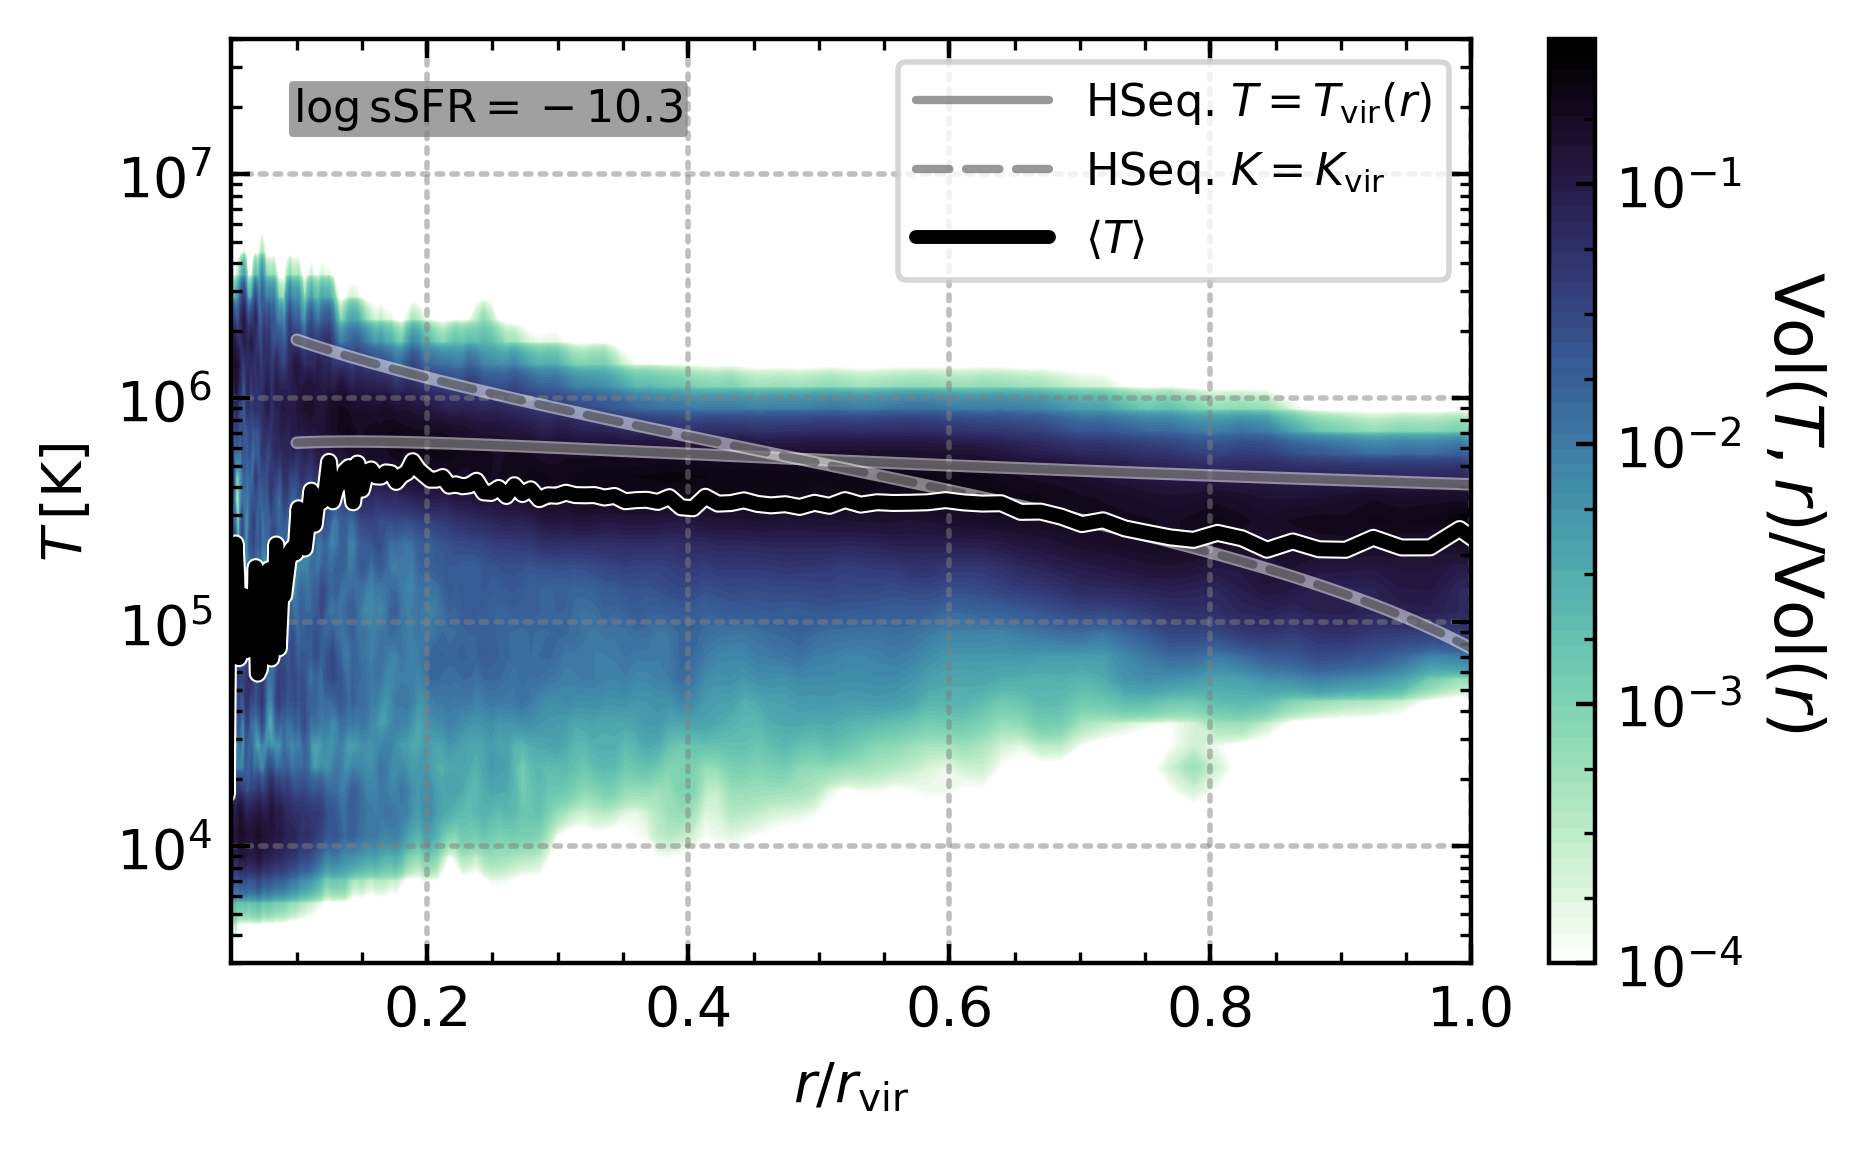 log sSFR = −10.3
HSeq. T = T_vir(r)
HSeq. K = K_vir
⟨T⟩
T [K]
10^7
10^6
10^5
10^4
0.2 0.4 0.6 0.8 1.0
r/r_vir
10^−1
10^−2
10^−3
10^−4
Vol(T, r)/Vol(r)